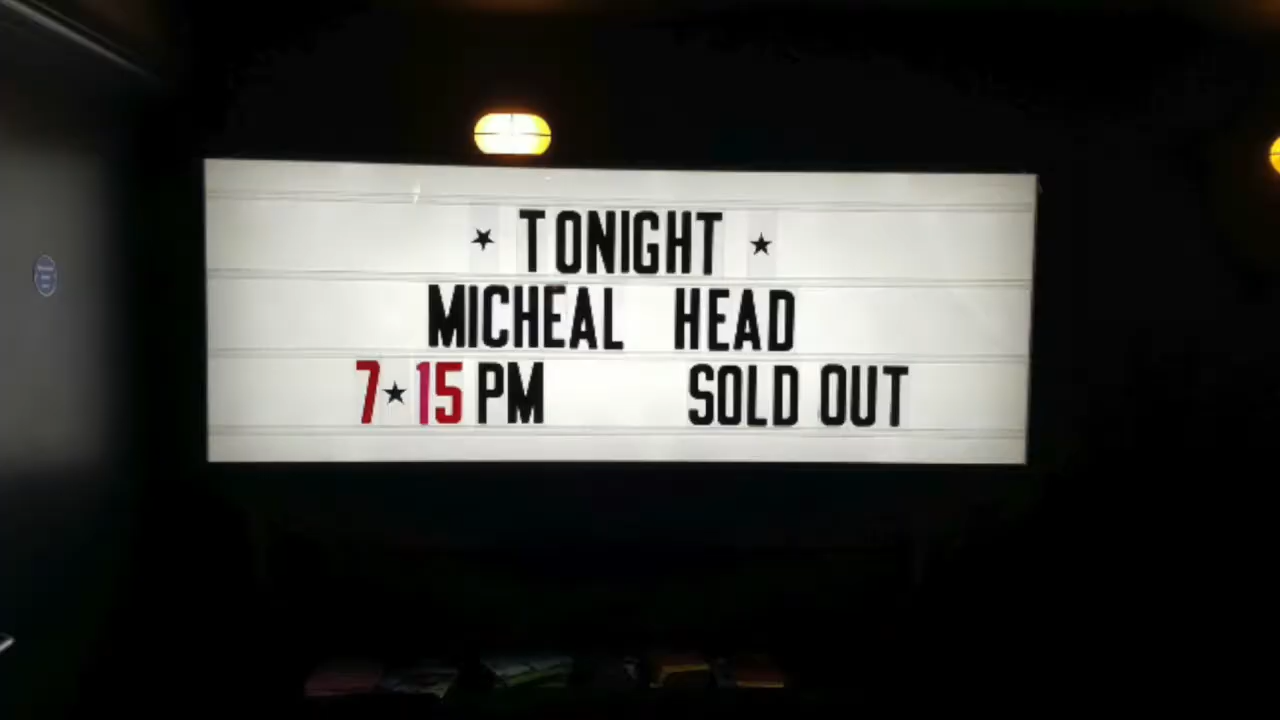 ★ TONIGHT ★
MICHEAL HEAD
7★15 PM SOLD OUT